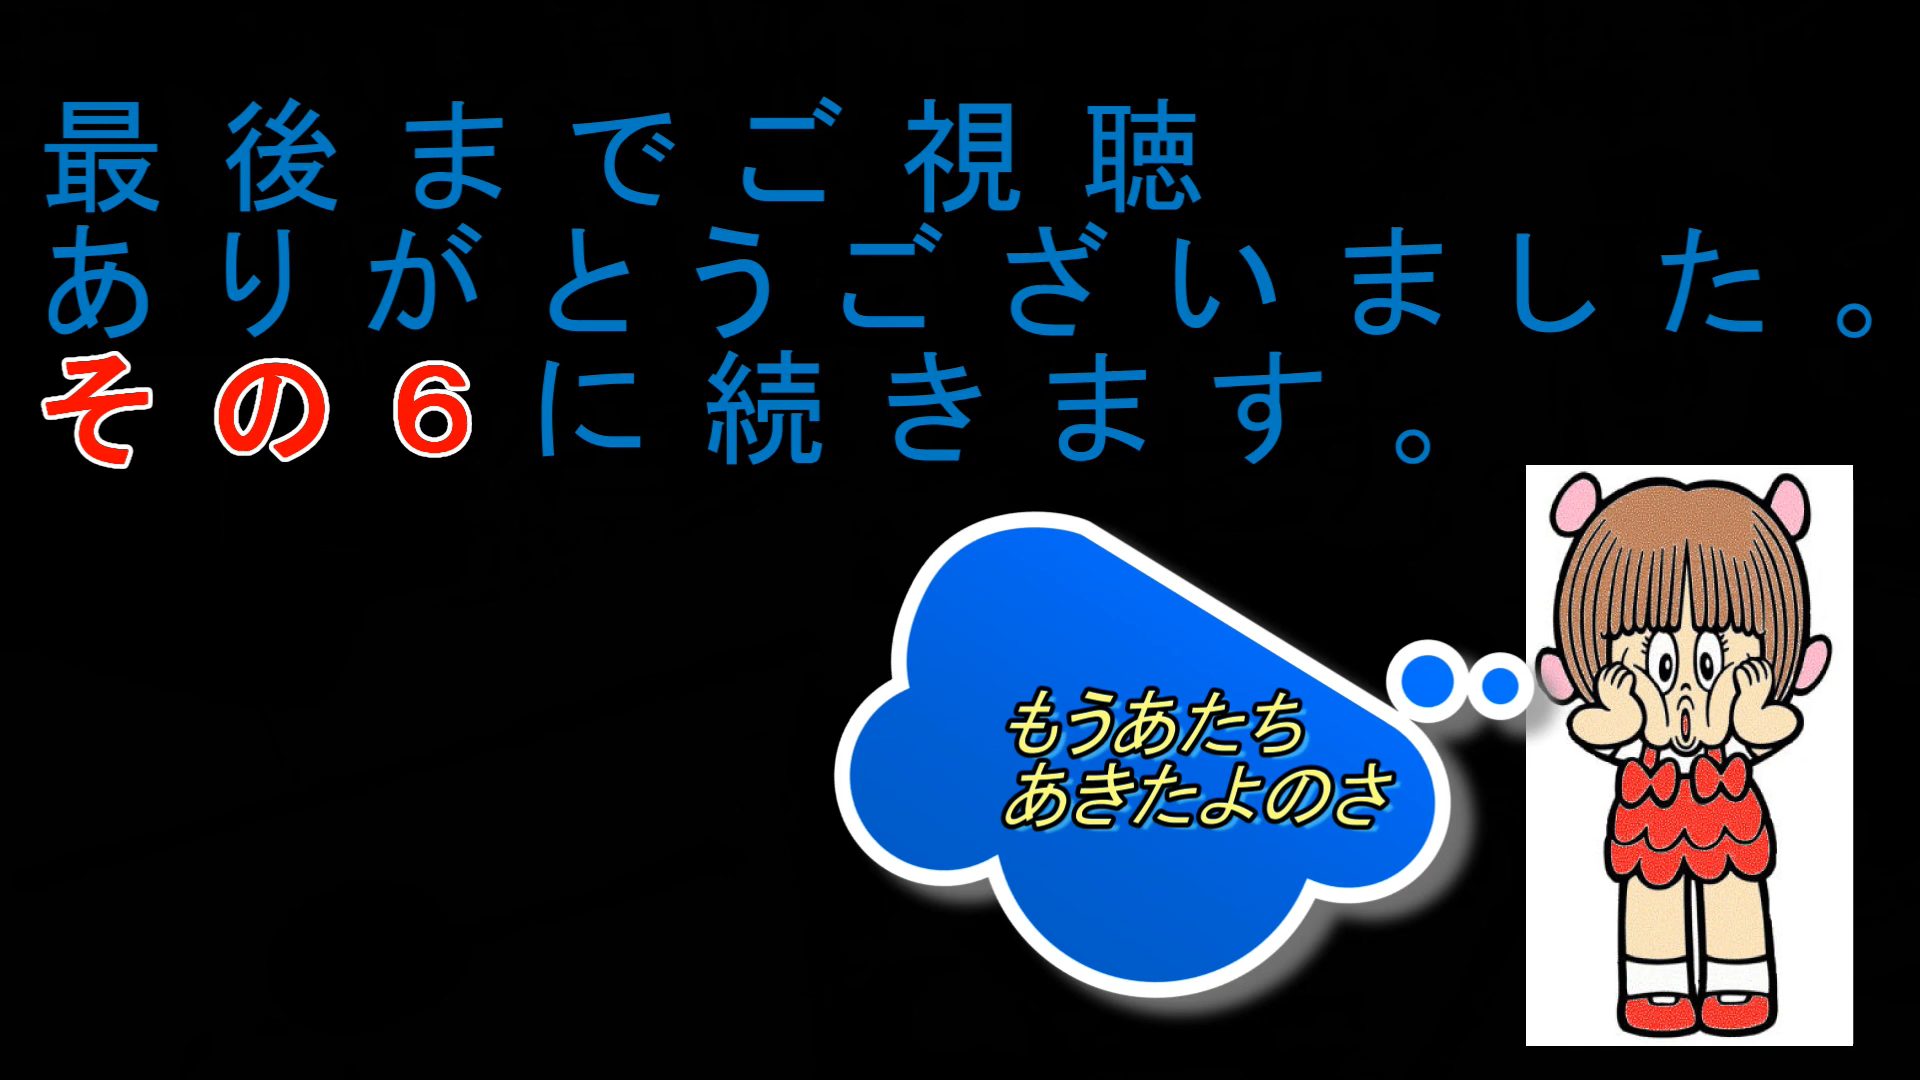 最後までご視聴
ありがとうございました。
その６に続きます。
もうあたち
あきたよのさ